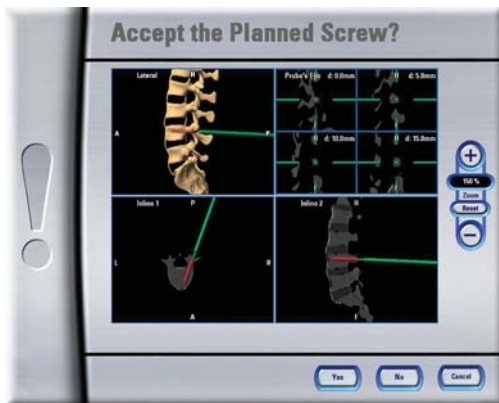 Accept the Planned Screw?
Lateral
H
A
P
Probe's Eye d: 0.0mm
H d: 5.0mm
H d: 10.0mm
H d: 15.0mm
Inline 1
P
L
R
A
Inline 2
H
F
150 %
Zoom
Reset
Yes
No
Cancel